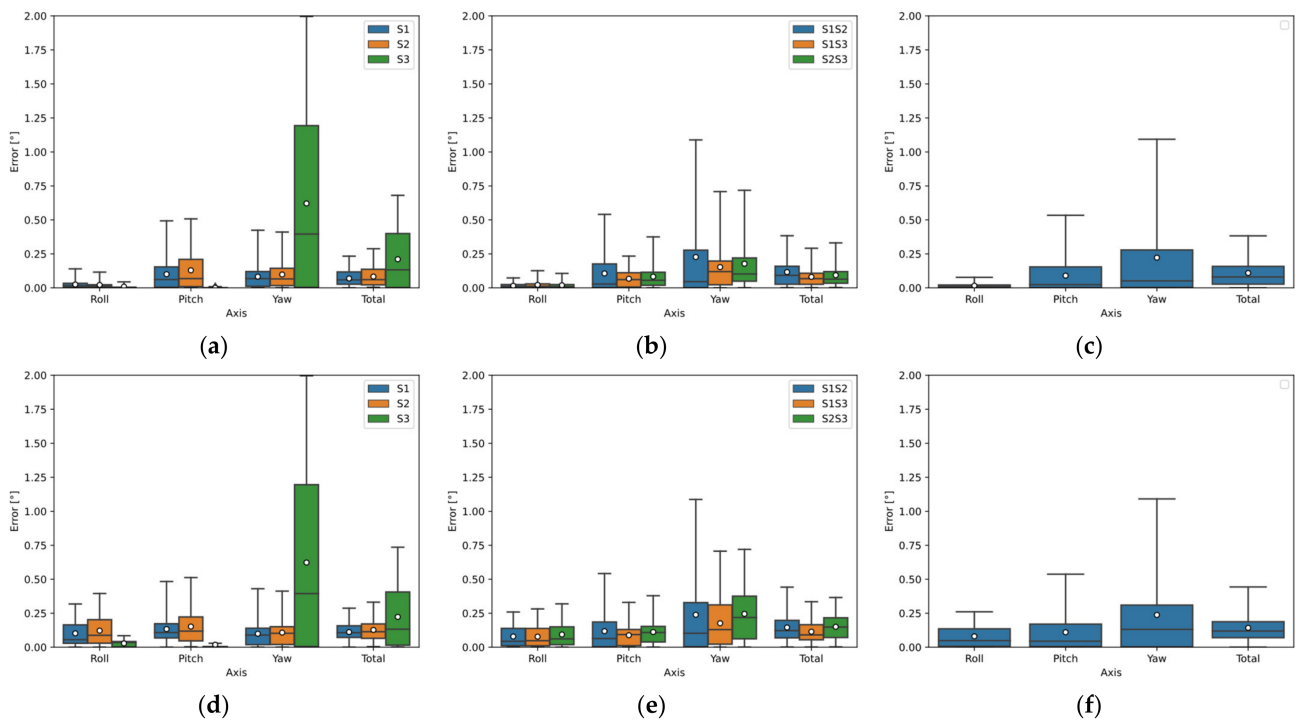 2.00
1.75
1.50
1.25
1.00
0.75
0.50
0.25
0.00
Error [°]
Roll
Pitch
Yaw
Total
Axis
S1
S2
S3
(a)
2.00
1.75
1.50
1.25
1.00
0.75
0.50
0.25
0.00
Error [°]
Roll
Pitch
Yaw
Total
Axis
S1S2
S1S3
S2S3
(b)
2.00
1.75
1.50
1.25
1.00
0.75
0.50
0.25
0.00
Error [°]
Roll
Pitch
Yaw
Total
Axis
(c)
2.00
1.75
1.50
1.25
1.00
0.75
0.50
0.25
0.00
Error [°]
Roll
Pitch
Yaw
Total
Axis
S1
S2
S3
(d)
2.00
1.75
1.50
1.25
1.00
0.75
0.50
0.25
0.00
Error [°]
Roll
Pitch
Yaw
Total
Axis
S1S2
S1S3
S2S3
(e)
2.00
1.75
1.50
1.25
1.00
0.75
0.50
0.25
0.00
Error [°]
Roll
Pitch
Yaw
Total
Axis
(f)